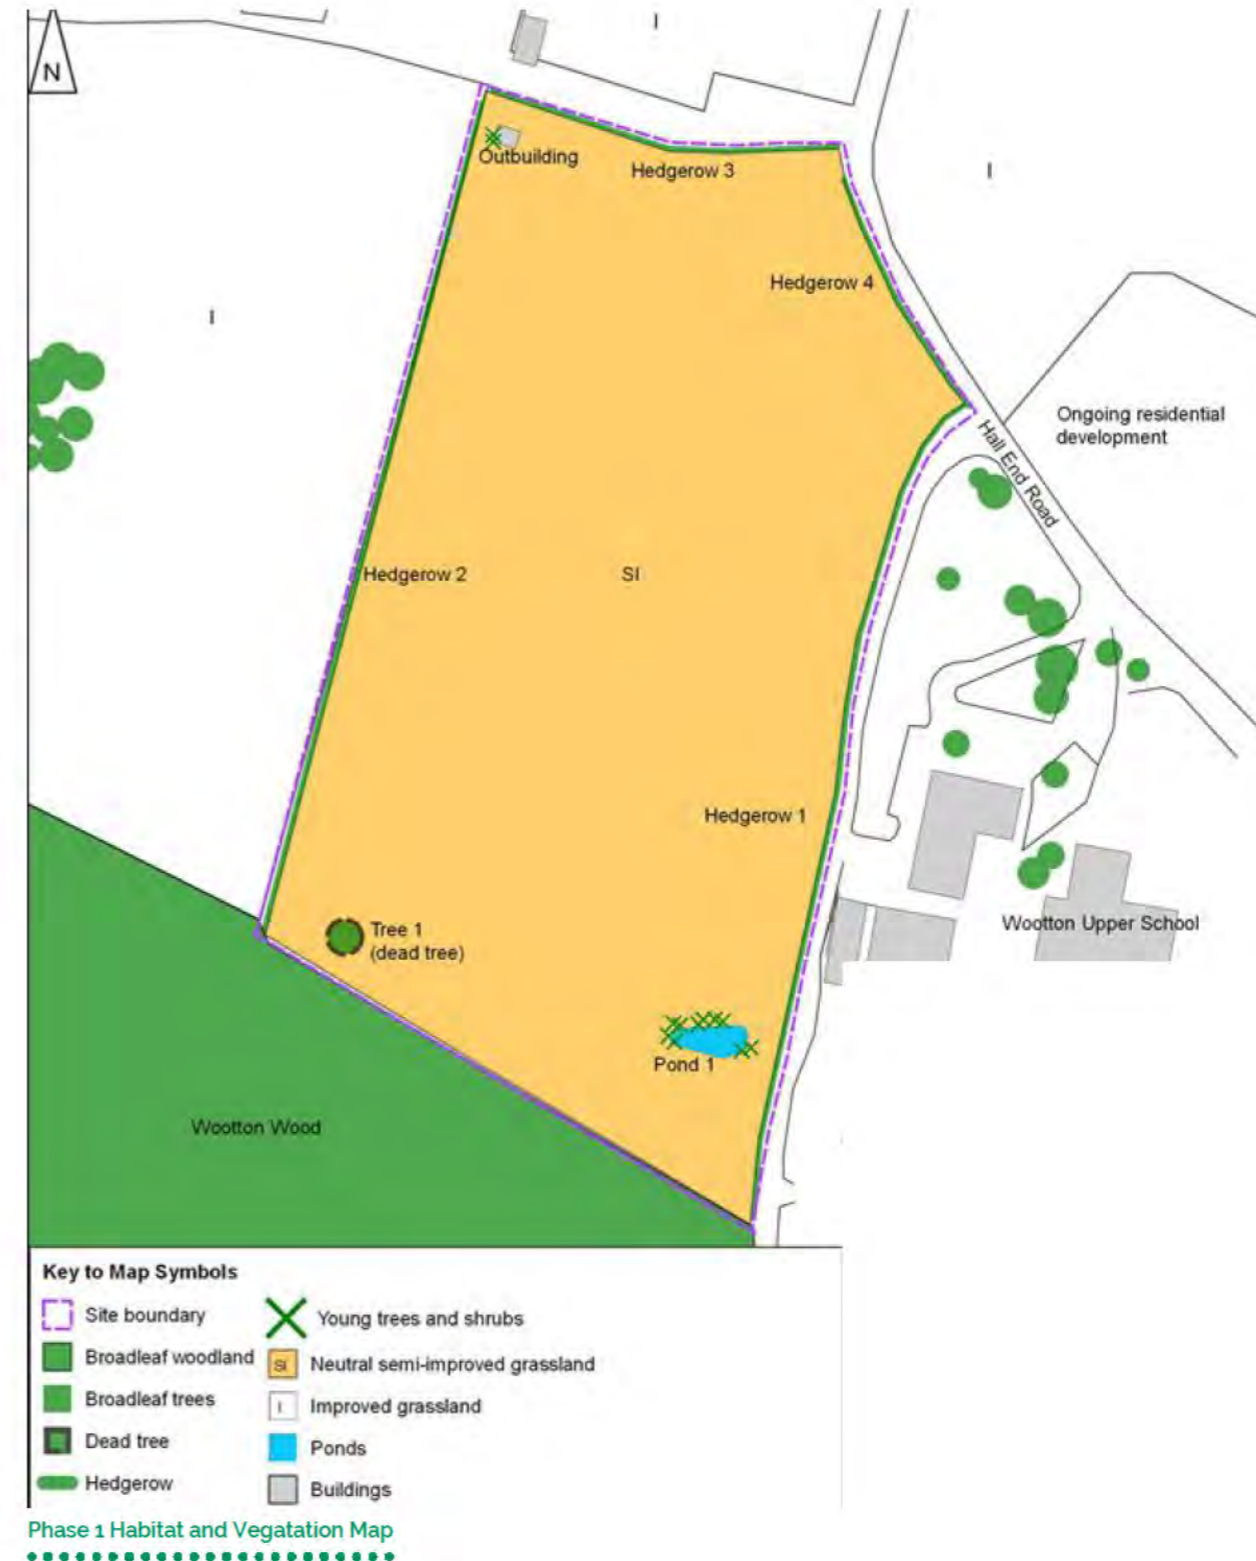 I
N
Outbuilding
Hedgerow 3
I
Hedgerow 4
I
Ongoing residential
development
Hall End Road
Hedgerow 2
SI
Hedgerow 1
Tree 1
(dead tree)
Wootton Upper School
Pond 1
Wootton Wood
Key to Map Symbols
Site boundary
Broadleaf woodland
Broadleaf trees
Dead tree
Hedgerow
Young trees and shrubs
SI Neutral semi-improved grassland
I Improved grassland
Ponds
Buildings
Phase 1 Habitat and Vegatation Map